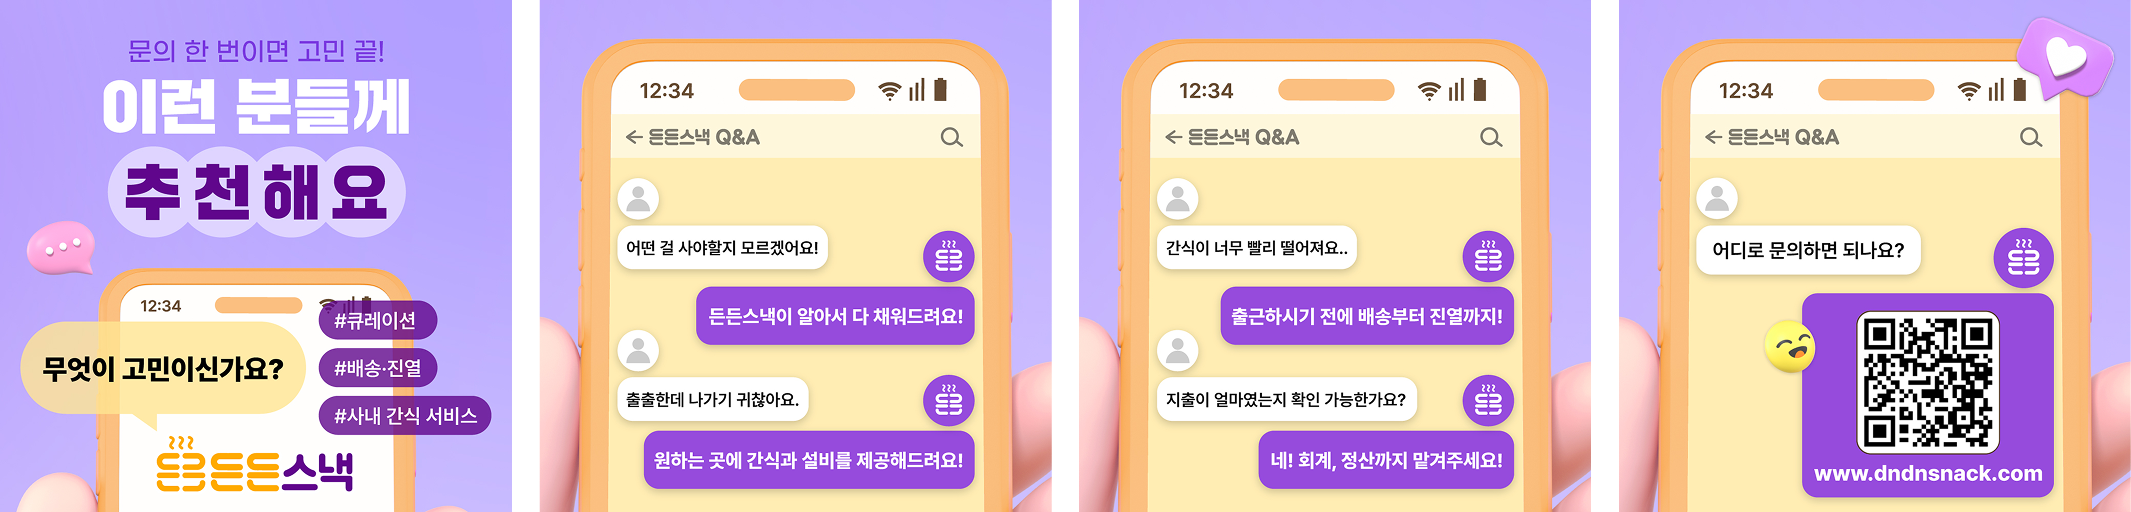 문의 한 번이면 고민 끝!
이런 분들께
추천해요
12:34
#큐레이션
무엇이 고민이신가요?
#배송·진열
#사내 간식 서비스
든든스낵
12:34
든든스낵 Q&A
어떤 걸 사야할지 모르겠어요!
든든스낵이 알아서 다 채워드려요!
출출한데 나가기 귀찮아요.
원하는 곳에 간식과 설비를 제공해드려요!
12:34
든든스낵 Q&A
간식이 너무 빨리 떨어져요..
출근하시기 전에 배송부터 진열까지!
지출이 얼마였는지 확인 가능한가요?
네! 회계, 정산까지 맡겨주세요!
12:34
든든스낵 Q&A
어디로 문의하면 되나요?
www.dndnsnack.com